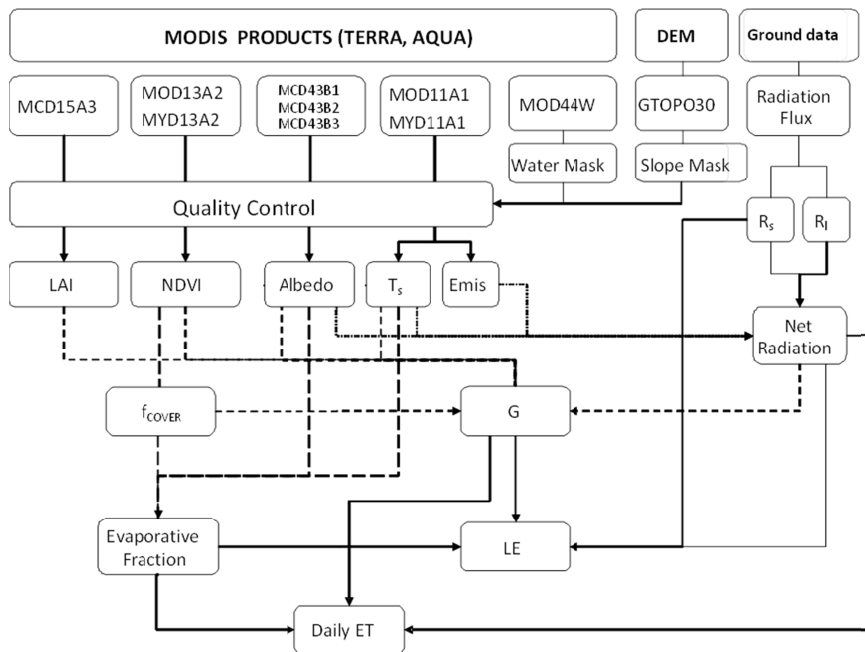 MODIS PRODUCTS (TERRA, AQUA)
DEM
Ground data
MCD15A3
MOD13A2
MYD13A2
MCD43B1
MCD43B2
MCD43B3
MOD11A1
MYD11A1
MOD44W
GTOPO30
Radiation
Flux
Water Mask
Slope Mask
Quality Control
Rs
Rl
LAI
NDVI
Albedo
Ts
Emis
Net
Radiation
fCOVER
G
Evaporative
Fraction
LE
Daily ET